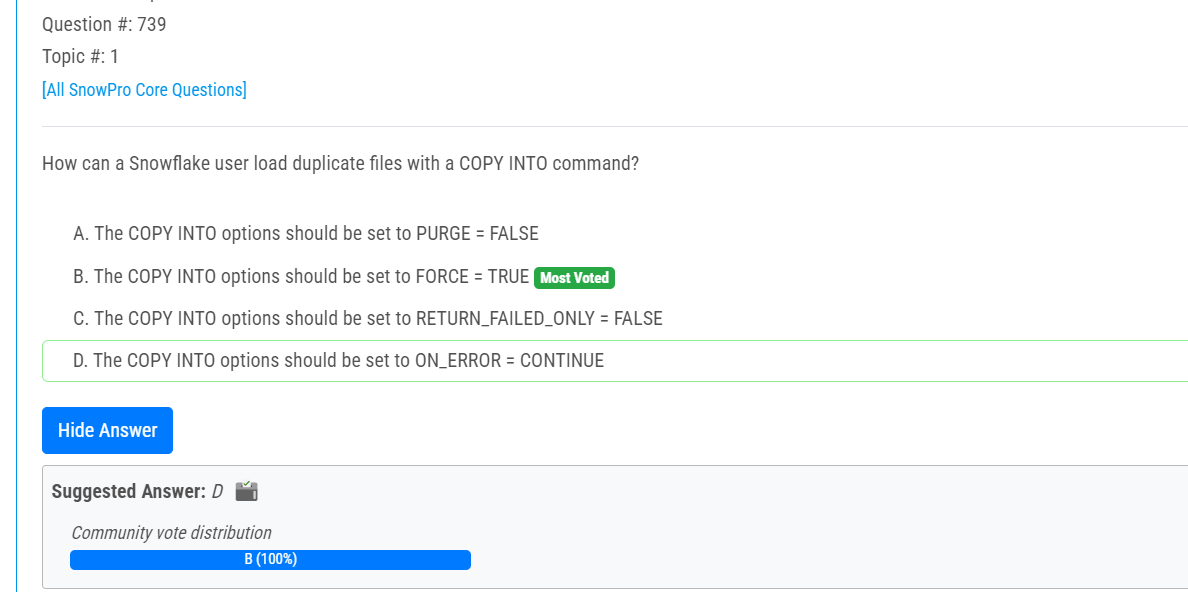 Question #: 739
Topic #: 1
[All SnowPro Core Questions]
How can a Snowflake user load duplicate files with a COPY INTO command?
A. The COPY INTO options should be set to PURGE = FALSE
B. The COPY INTO options should be set to FORCE = TRUE Most Voted
C. The COPY INTO options should be set to RETURN_FAILED_ONLY = FALSE
D. The COPY INTO options should be set to ON_ERROR = CONTINUE
Hide Answer
Suggested Answer: D
Community vote distribution
B (100%)